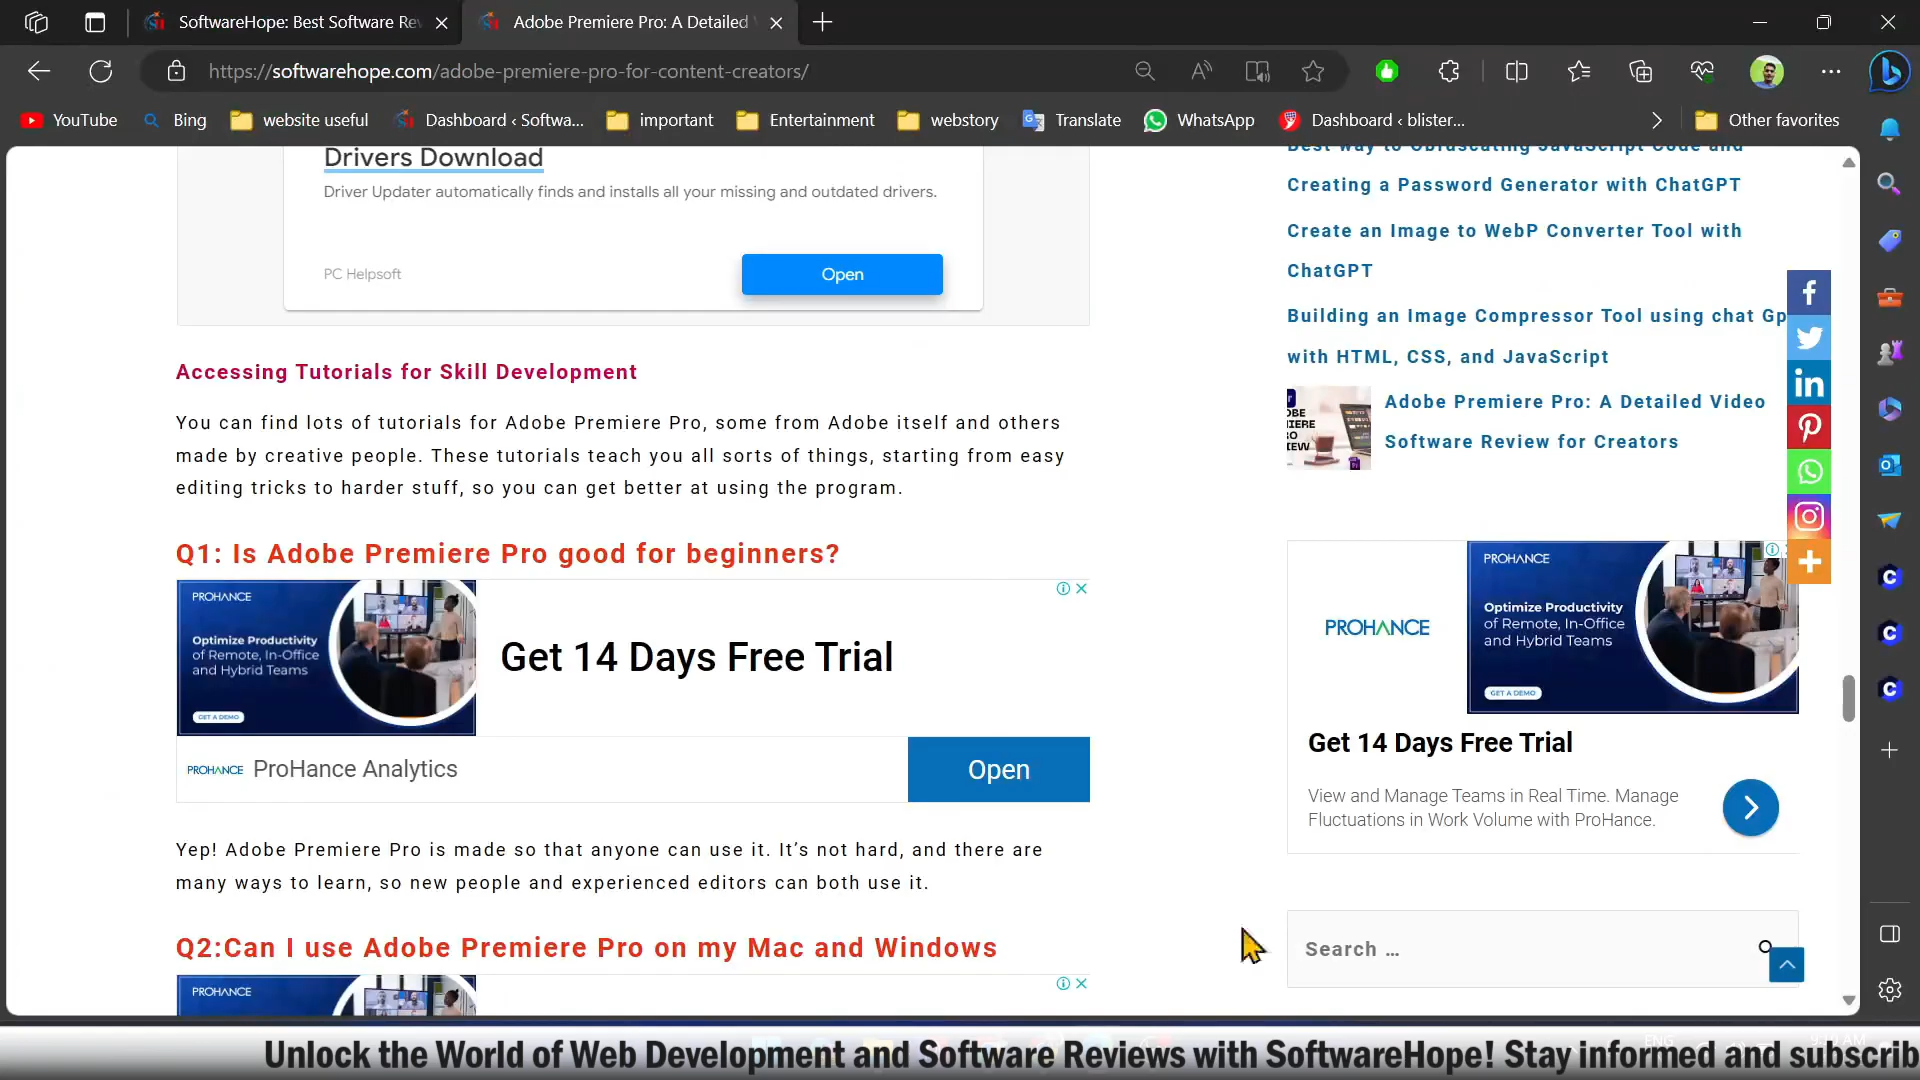 SoftwareHope: Best Software Re
Adobe Premiere Pro: A Detailed
https://softwarehope.com/adobe-premiere-pro-for-content-creators/
YouTube
Bing
website useful
Dashboard ‹ Softwa...
important
Entertainment
webstory
Translate
WhatsApp
Dashboard ‹ blister...
Other favorites
Drivers Download
Driver Updater automatically finds and installs all your missing and outdated drivers.
PC Helpsoft
Open
Accessing Tutorials for Skill Development
You can find lots of tutorials for Adobe Premiere Pro, some from Adobe itself and others
made by creative people. These tutorials teach you all sorts of things, starting from easy
editing tricks to harder stuff, so you can get better at using the program.
Q1: Is Adobe Premiere Pro good for beginners?
PROHANCE
Optimize Productivity
of Remote, In-Office
and Hybrid Teams
GET A DEMO
Get 14 Days Free Trial
PROHANCE
ProHance Analytics
Open
Yep! Adobe Premiere Pro is made so that anyone can use it. It's not hard, and there are
many ways to learn, so new people and experienced editors can both use it.
Q2:Can I use Adobe Premiere Pro on my Mac and Windows
PROHANCE
Best way to Obfuscating JavaScript Code and
Creating a Password Generator with ChatGPT
Create an Image to WebP Converter Tool with
ChatGPT
Building an Image Compressor Tool using chat Gp
with HTML, CSS, and JavaScript
Adobe Premiere Pro: A Detailed Video
Software Review for Creators
PROHANCE
PROHANCE
Optimize Productivity
of Remote, In-Office
and Hybrid Teams
GET A DEMO
Get 14 Days Free Trial
View and Manage Teams in Real Time. Manage
Fluctuations in Work Volume with ProHance.
Search ...
Unlock the World of Web Development and Software Reviews with SoftwareHope! Stay informed and subscrib